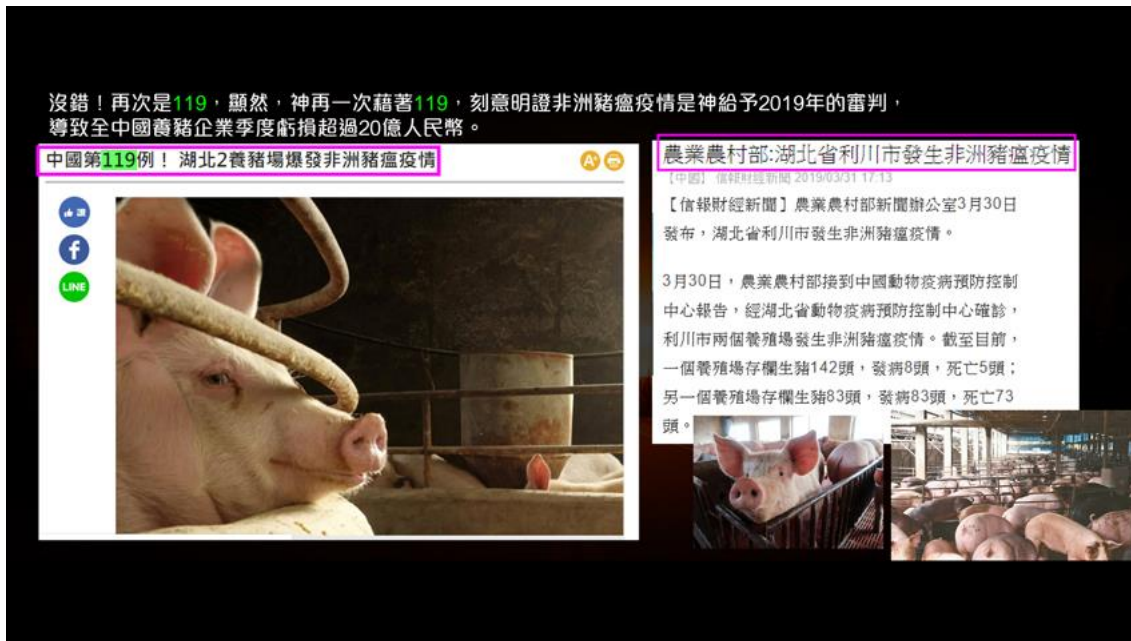 沒錯！再次是119，顯然，神再一次藉著119，刻意明證非洲豬瘟疫情是神給予2019年的審判，
導致全中國養豬企業季度虧損超過20億人民幣。
中國第119例！ 湖北2養豬場爆發非洲豬瘟疫情
A+
讚
f
LINE
農業農村部:湖北省利川市發生非洲豬瘟疫情
【中國】 信報財經新聞 2019/03/31 17:13
【信報財經新聞】農業農村部新聞辦公室3月30日
發布，湖北省利川市發生非洲豬瘟疫情。
3月30日，農業農村部接到中國動物疫病預防控制
中心報告，經湖北省動物疫病預防控制中心確診，
利川市兩個養殖場發生非洲豬瘟疫情。截至目前，
一個養殖場存欄生豬142頭，發病8頭，死亡5頭；
另一個養殖場存欄生豬83頭，發病83頭，死亡73
頭。